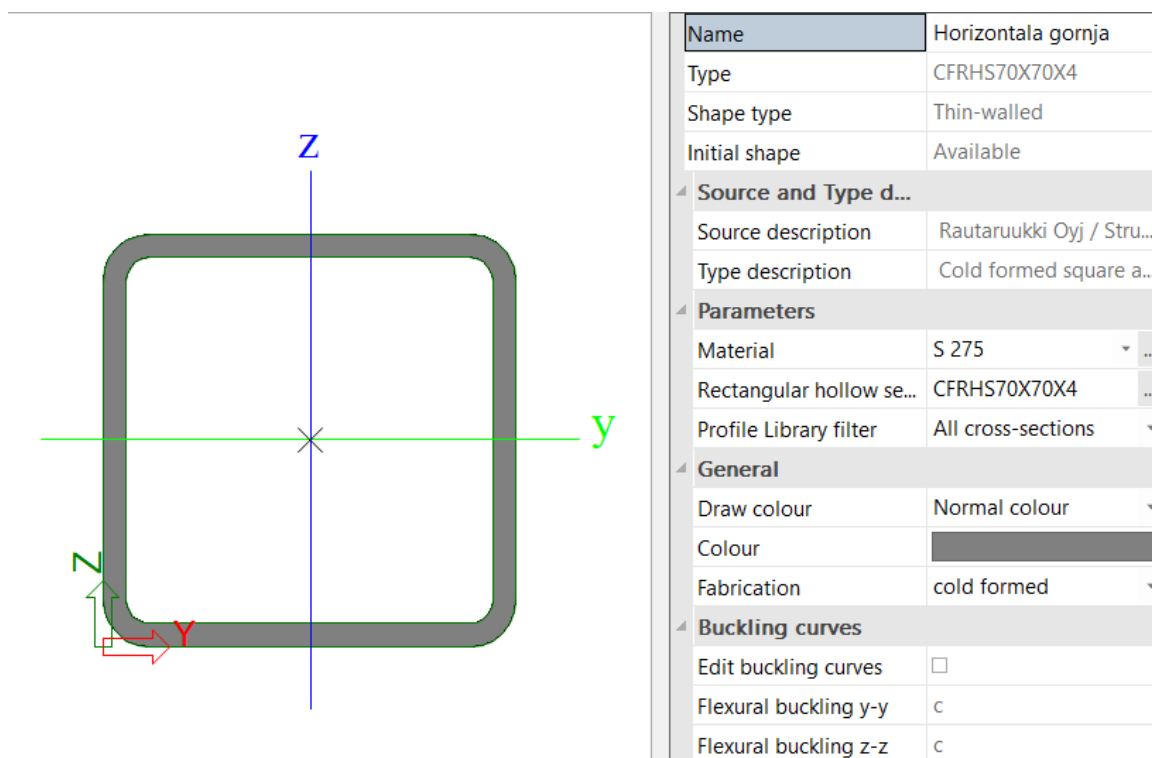 z
y
Z
Y
Name Horizontala gornja
Type CFRHS70X70X4
Shape type Thin-walled
Initial shape Available
Source and Type d...
Source description Rautaruukki Oyj / Stru...
Type description Cold formed square a...
Parameters
Material S 275 ...
Rectangular hollow se... CFRHS70X70X4 ...
Profile Library filter All cross-sections
General
Draw colour Normal colour
Colour
Fabrication cold formed
Buckling curves
Edit buckling curves
Flexural buckling y-y c
Flexural buckling z-z c